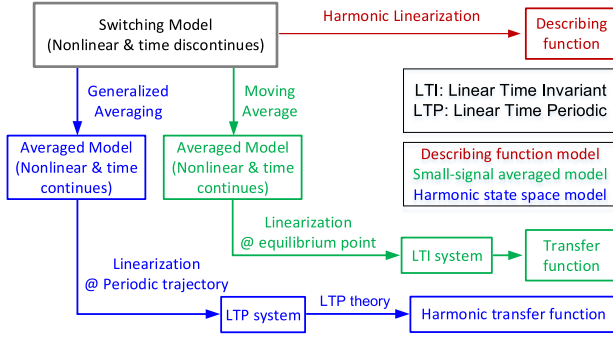 Switching Model
(Nonlinear & time discontinues)
Harmonic Linearization
Describing
function
Generalized
Averaging
Moving
Average
LTI: Linear Time Invariant
LTP: Linear Time Periodic
Averaged Model
(Nonlinear & time
continues)
Averaged Model
(Nonlinear & time
continues)
Describing function model
Small-signal averaged model
Harmonic state space model
Linearization
@ equilibrium point
LTI system
Transfer
function
Linearization
@ Periodic trajectory
LTP system
LTP theory
Harmonic transfer function